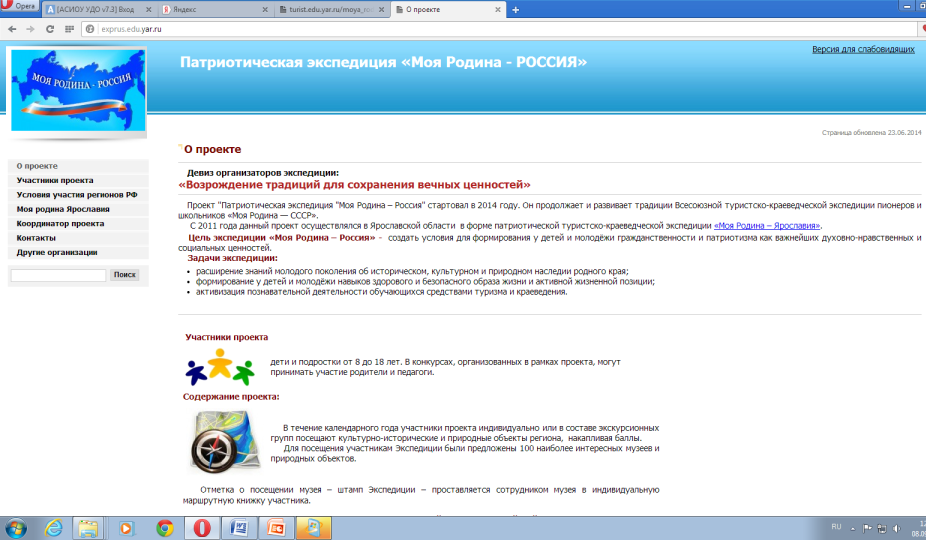 Opera
[АСИОУ УДО v7.3] Вход
Яндекс
turist.edu.yar.ru/moya_ro
О проекте
exprus.edu.yar.ru
Версия для слабовидящих
Патриотическая экспедиция «Моя Родина - РОССИЯ»
МОЯ РОДИНА - РОССИЯ
Страница обновлена 23.06.2014
О проекте
Участники проекта
Условия участия регионов РФ
Моя родина Ярославия
Координатор проекта
Контакты
Другие организации
Поиск
О проекте
Девиз организаторов экспедиции:
«Возрождение традиций для сохранения вечных ценностей»
Проект "Патриотическая экспедиция "Моя Родина – Россия" стартовал в 2014 году. Он продолжает и развивает традиции Всесоюзной туристско-краеведческой экспедиции пионеров и
школьников «Моя Родина — СССР».
С 2011 года данный проект осуществлялся в Ярославской области в форме патриотической туристско-краеведческой экспедиции «Моя Родина – Ярославия».
Цель экспедиции «Моя Родина – Россия» - создать условия для формирования у детей и молодёжи гражданственности и патриотизма как важнейших духовно-нравственных и
социальных ценностей.
Задачи экспедиции:
• расширение знаний молодого поколения об историческом, культурном и природном наследии родного края;
• формирование у детей и молодёжи навыков здорового и безопасного образа жизни и активной жизненной позиции;
• активизация познавательной деятельности обучающихся средствами туризма и краеведения.
Участники проекта
дети и подростки от 8 до 18 лет. В конкурсах, организованных в рамках проекта, могут
принимать участие родители и педагоги.
Содержание проекта:
В течение календарного года участники проекта индивидуально или в составе экскурсионных
групп посещают культурно-исторические и природные объекты региона, накапливая баллы.
Для посещения участникам Экспедиции были предложены 100 наиболее интересных музеев и
природных объектов.
Отметка о посещении музея – штамп Экспедиции – проставляется сотрудником музея в индивидуальную
маршрутную книжку участника.
RU